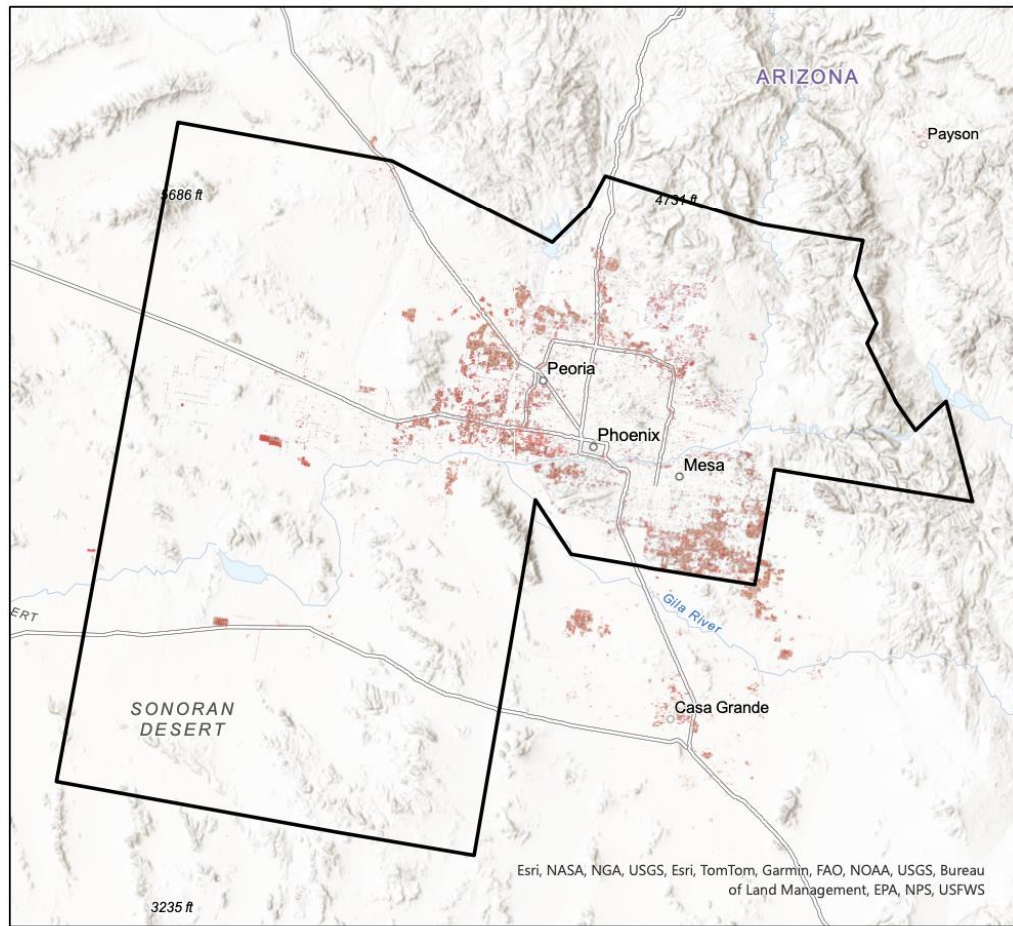 ARIZONA
Payson
5686 ft
4731 ft
Peoria
Phoenix
Mesa
Gila River
ERT
Casa Grande
SONORAN
DESERT
Esri, NASA, NGA, USGS, Esri, TomTom, Garmin, FAO, NOAA, USGS, Bureau
of Land Management, EPA, NPS, USFWS
3235 ft